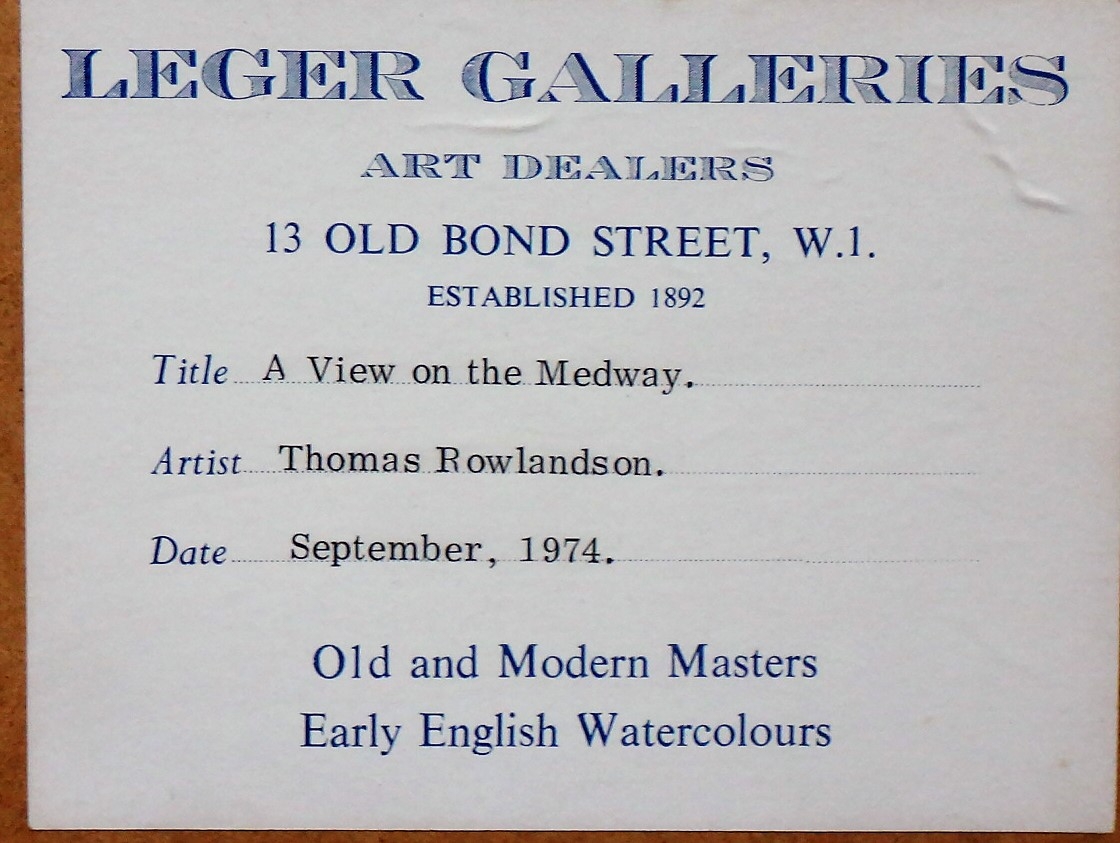 LEGER GALLERIES
ART DEALERS
13 OLD BOND STREET, W.1.
ESTABLISHED 1892
Title A View on the Medway.
Artist Thomas Rowlandson.
Date September, 1974.
Old and Modern Masters
Early English Watercolours